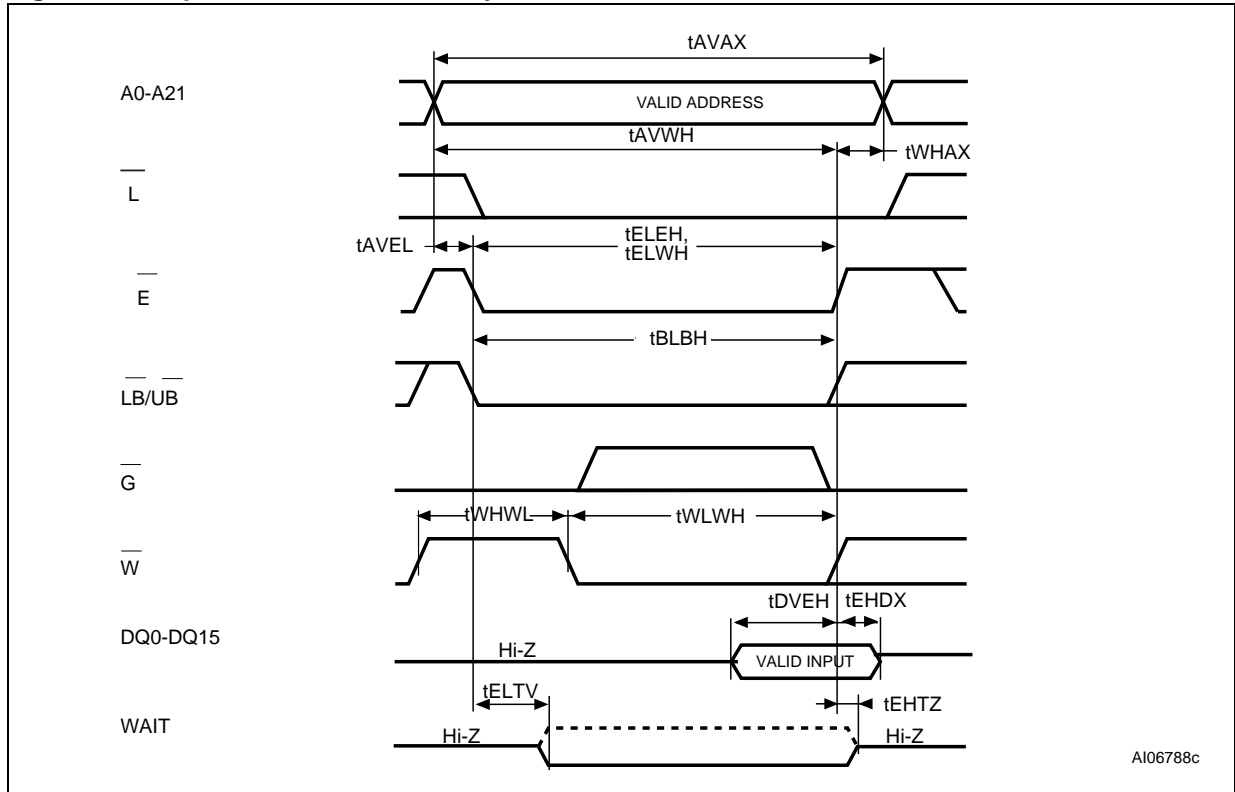 tAVAX
A0-A21
VALID ADDRESS
tAVWH
tWHAX
L
tAVEL
tELEH,
tELWH
E
tBLBH
LB/UB
G
tWHWL
tWLWH
W
tDVEH
tEHDX
DQ0-DQ15
Hi-Z
VALID INPUT
tELTV
tEHTZ
WAIT
Hi-Z
Hi-Z
AI06788c